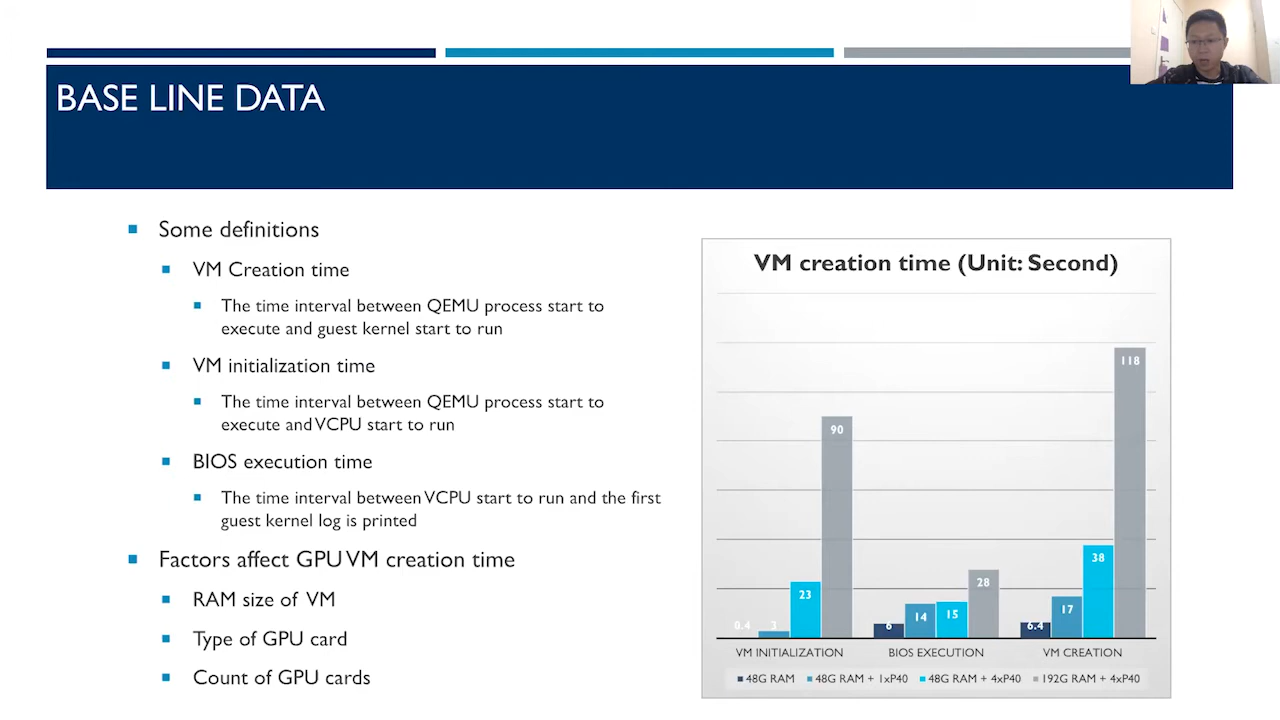 BASE LINE DATA
Some definitions
VM Creation time
The time interval between QEMU process start to
execute and guest kernel start to run
VM initialization time
The time interval between QEMU process start to
execute and VCPU start to run
BIOS execution time
The time interval between VCPU start to run and the first
guest kernel log is printed
Factors affect GPU VM creation time
RAM size of VM
Type of GPU card
Count of GPU cards
VM creation time (Unit: Second)
0.4 3 23 90
6 14 15 28
6.4 17 38 118
VM INITIALIZATION BIOS EXECUTION VM CREATION
48G RAM 48G RAM + 1xP40 48G RAM + 4xP40 192G RAM + 4xP40